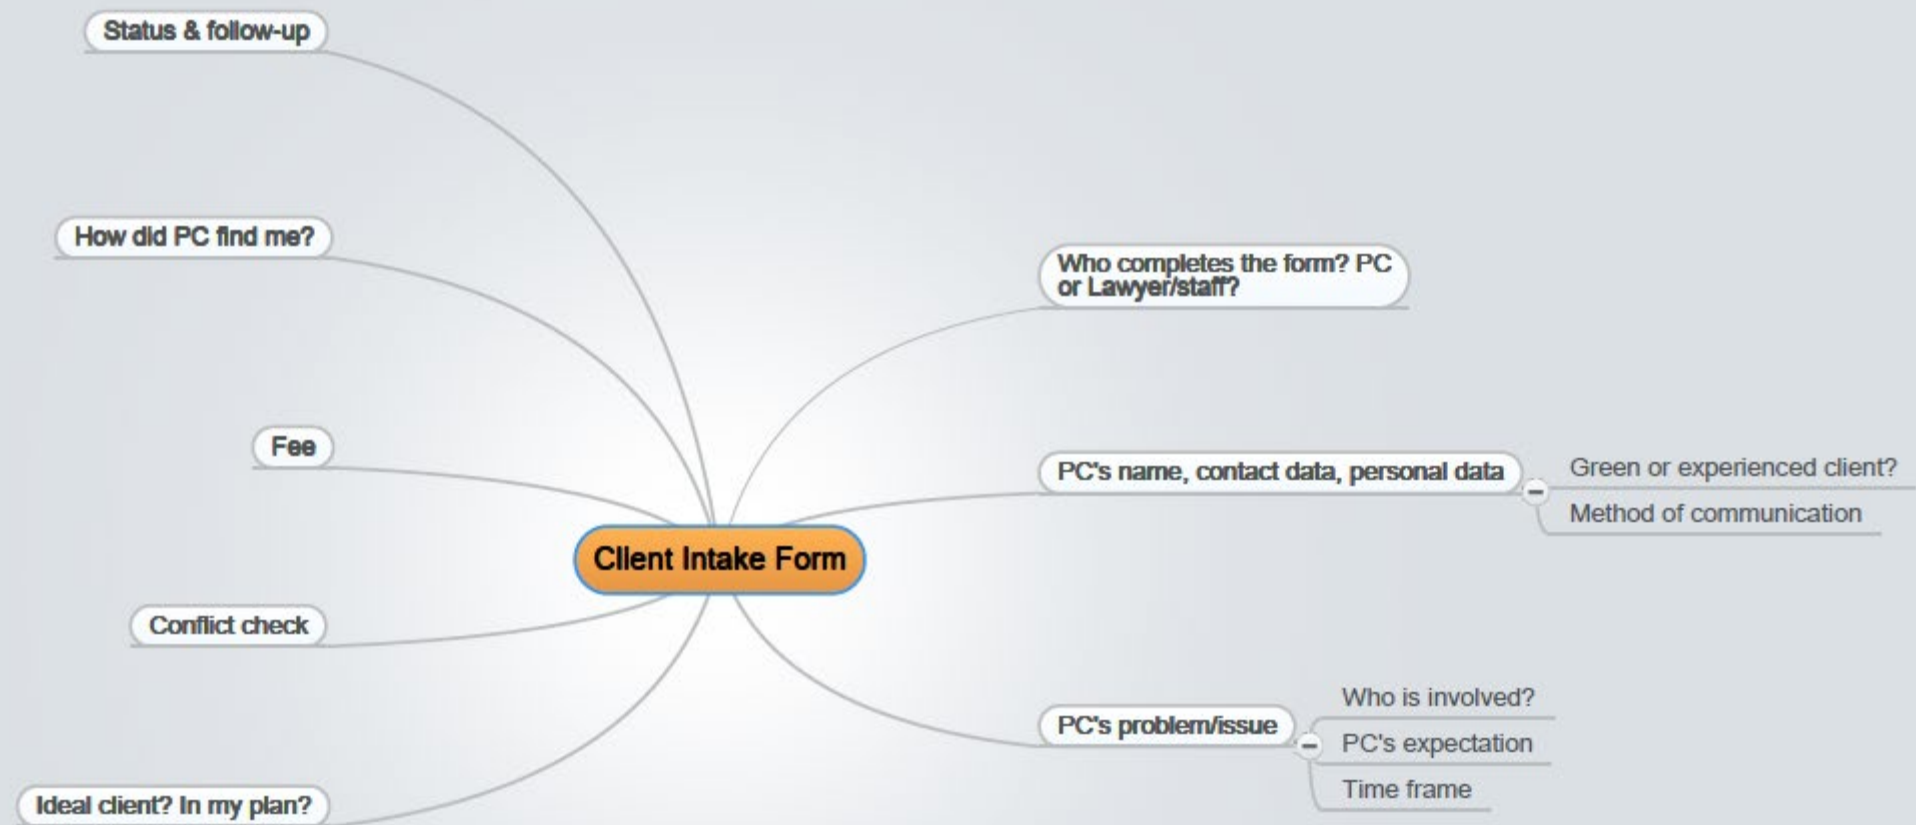 Status & follow-up
How did PC find me?
Fee
Client Intake Form
Conflict check
Ideal client? In my plan?
Who completes the form? PC
or Lawyer/staff?
PC's name, contact data, personal data
Green or experienced client?
Method of communication
PC's problem/issue
Who is involved?
PC's expectation
Time frame